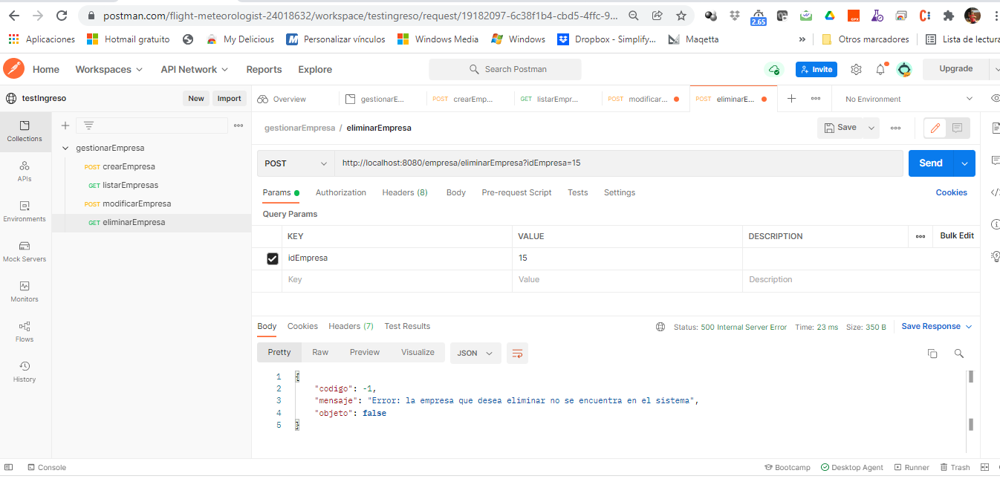 postman.com/flight-meteorologist-24018632/workspace/testingreso/request/19182097-6c38f1b4-cbd5-4ffc-9...
2.65
Aplicaciones Hotmail gratuito My Delicious Personalizar vínculos Windows Media Windows Dropbox - Simplify... Maqetta » Otros marcadores Lista de lectura
Home Workspaces API Network Reports Explore Search Postman Invite Upgrade
testIngreso New Import Overview gestionarE... POST crearEmp... GET listarEmpr... POST modificar... POST eliminarE... No Environment
Collections
gestionarEmpresa / eliminarEmpresa Save
gestionarEmpresa
POST crearEmpresa
GET listarEmpresas
POST modificarEmpresa
GET eliminarEmpresa
APIs
Environments
Mock Servers
Monitors
Flows
History
POST http://localhost:8080/empresa/eliminarEmpresa?idEmpresa=15 Send
Params Authorization Headers (8) Body Pre-request Script Tests Settings Cookies
Query Params
KEY VALUE DESCRIPTION Bulk Edit
idEmpresa 15
Key Value Description
Body Cookies Headers (7) Test Results Status: 500 Internal Server Error Time: 23 ms Size: 350 B Save Response
Pretty Raw Preview Visualize JSON
1 {
2 "codigo": -1,
3 "mensaje": "Error: la empresa que desea eliminar no se encuentra en el sistema",
4 "objeto": false
5 }
Console Bootcamp Desktop Agent Runner Trash